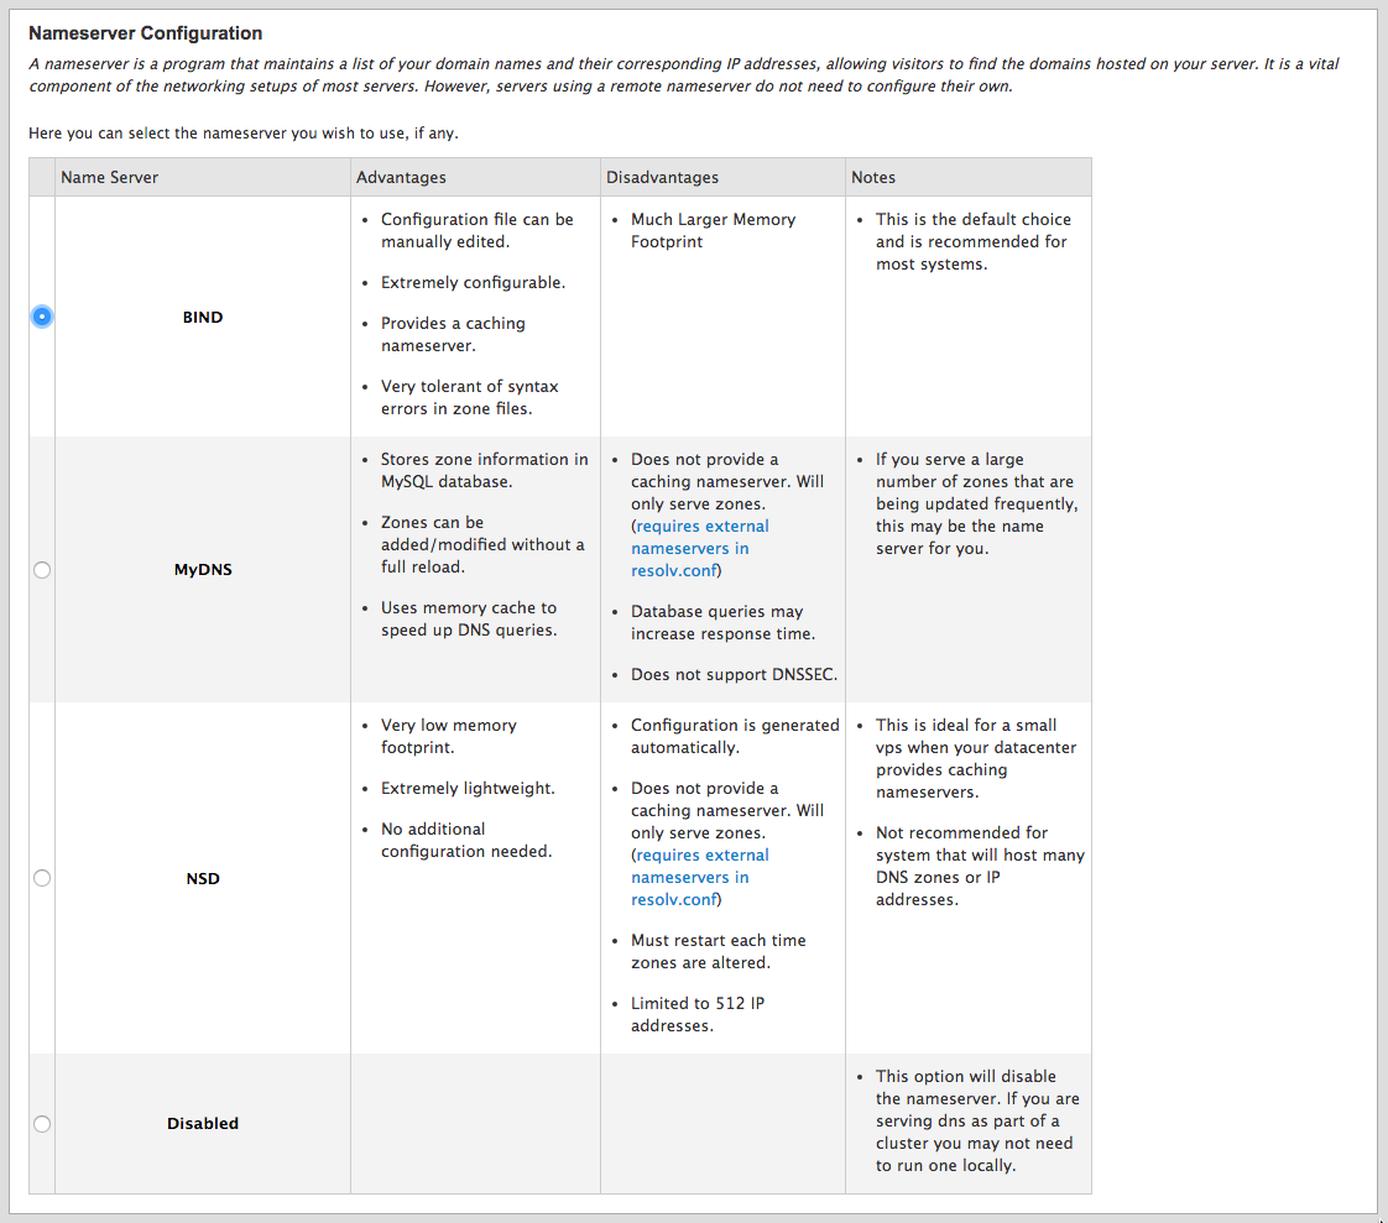 Nameserver Configuration
A nameserver is a program that maintains a list of your domain names and their corresponding IP addresses, allowing visitors to find the domains hosted on your server. It is a vital
component of the networking setups of most servers. However, servers using a remote nameserver do not need to configure their own.
Here you can select the nameserver you wish to use, if any.
Name Server
Advantages
Disadvantages
Notes
BIND
• Configuration file can be
manually edited.
• Extremely configurable.
• Provides a caching
nameserver.
• Very tolerant of syntax
errors in zone files.
• Much Larger Memory
Footprint
• This is the default choice
and is recommended for
most systems.
MyDNS
• Stores zone information in
MySQL database.
• Zones can be
added/modified without a
full reload.
• Uses memory cache to
speed up DNS queries.
• Does not provide a
caching nameserver. Will
only serve zones.
(requires external
nameservers in
resolv.conf)
• Database queries may
increase response time.
• Does not support DNSSEC.
• If you serve a large
number of zones that are
being updated frequently,
this may be the name
server for you.
NSD
• Very low memory
footprint.
• Extremely lightweight.
• No additional
configuration needed.
• Configuration is generated
automatically.
• Does not provide a
caching nameserver. Will
only serve zones.
(requires external
nameservers in
resolv.conf)
• Must restart each time
zones are altered.
• Limited to 512 IP
addresses.
• This is ideal for a small
vps when your datacenter
provides caching
nameservers.
• Not recommended for
system that will host many
DNS zones or IP
addresses.
Disabled
• This option will disable
the nameserver. If you are
serving dns as part of a
cluster you may not need
to run one locally.